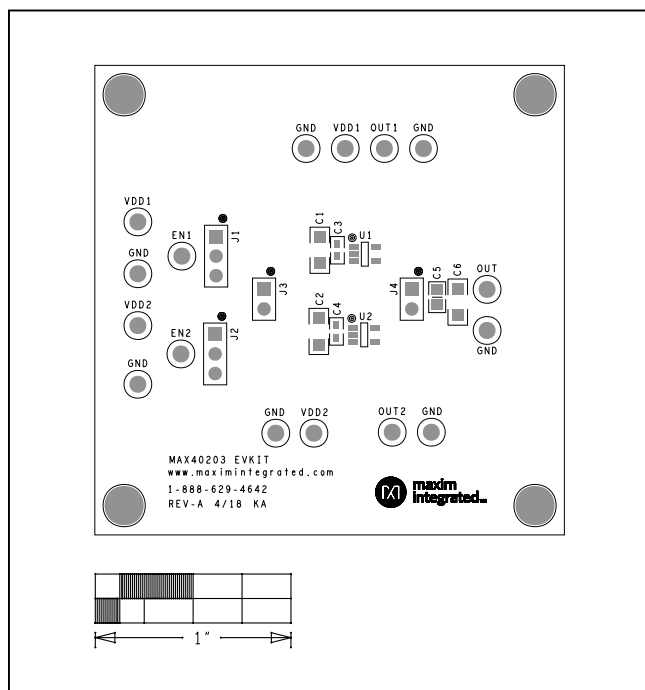 GND VDD1 OUT1 GND
VDD1
EN1
J1
C1
C3
U1
GND
J3
J4
C5
C6
OUT
VDD2
EN2
J2
C2
C4
U2
GND
GND
GND VDD2 OUT2 GND
MAX40203 EVKIT
www.maximintegrated.com
1-888-629-4642
REV-A 4/18 KA
maxim
integrated™
1"